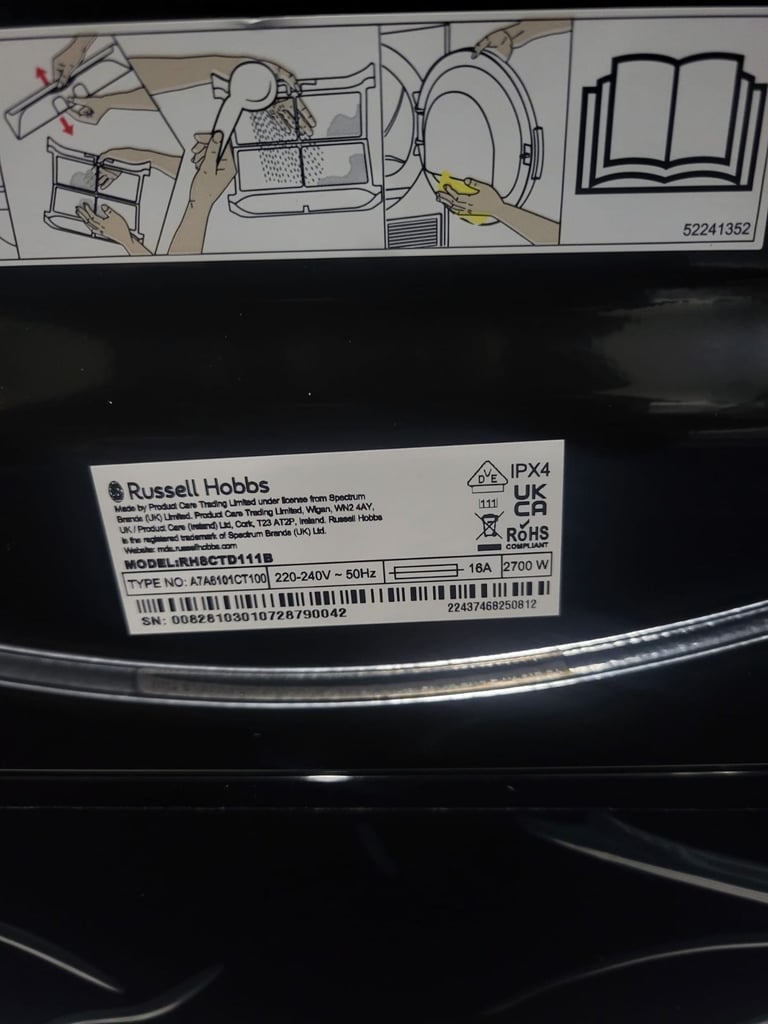 52241352
Russell Hobbs
Made by Product Care Trading Limited under license from Spectrum
Brands (UK) Limited. Product Care Trading Limited, Wigan, WN2 4AY,
UK / Product Care (Ireland) Ltd, Cork, T23 AT2P, Ireland. Russell Hobbs
is the registered trademark of Spectrum Brands (UK) Ltd.
Website: mda.russellhobbs.com
DVE
111
IPX4
UK
CA
RoHS
COMPLIANT
MODEL:RH8CTD111B
TYPE NO: A7A6101CT100 220-240V ~ 50Hz 16A 2700 W
SN: 00828103010728790042
22437468250812